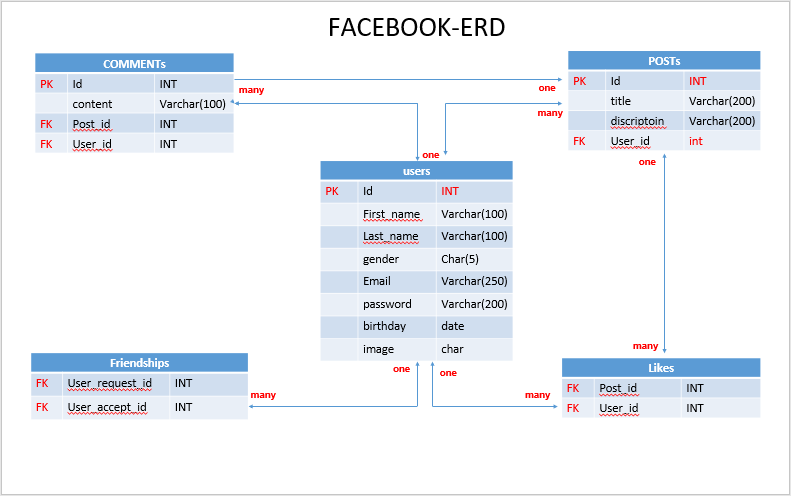 FACEBOOK-ERD
COMMENTs
PK Id INT
content Varchar(100)
FK Post_id INT
FK User_id INT
many
one
POSTs
PK Id INT
title Varchar(200)
discriptoin Varchar(200)
FK User_id int
many
one
one
users
PK Id INT
First_name Varchar(100)
Last_name Varchar(100)
gender Char(5)
Email Varchar(250)
password Varchar(200)
birthday date
image char
one
one
many
many
many
Friendships
FK User_request_id INT
FK User_accept_id INT
Likes
FK Post_id INT
FK User_id INT